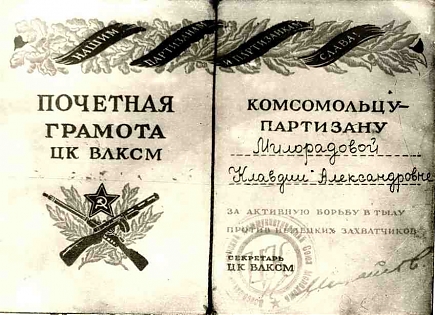 НАШИМ ПАРТИЗАНАМ И ПАРТИЗАНКАМ СЛАВА!
ПОЧЕТНАЯ
ГРАМОТА
ЦК ВЛКСМ
КОМСОМОЛЬЦУ-
ПАРТИЗАНУ
Милорадовой
Клавдии Александровне
ЗА АКТИВНУЮ БОРЬБУ В ТЫЛУ
ПРОТИВ НЕМЕЦКИХ ЗАХВАТЧИКОВ
СЕКРЕТАРЬ
ЦК ВЛКСМ